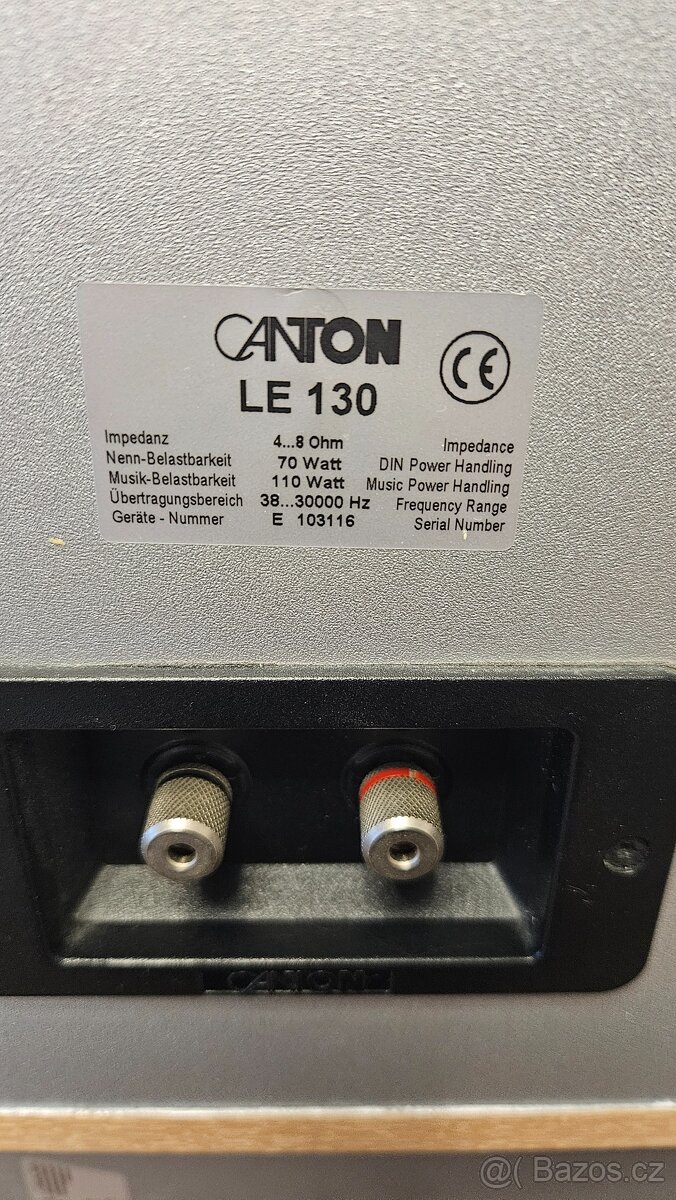 CANTON
CE
LE 130
Impedanz 4...8 Ohm Impedance
Nenn-Belastbarkeit 70 Watt DIN Power Handling
Musik-Belastbarkeit 110 Watt Music Power Handling
Übertragungsbereich 38...30000 Hz Frequency Range
Geräte - Nummer E 103116 Serial Number
CANTON
@( Bazoš.cz